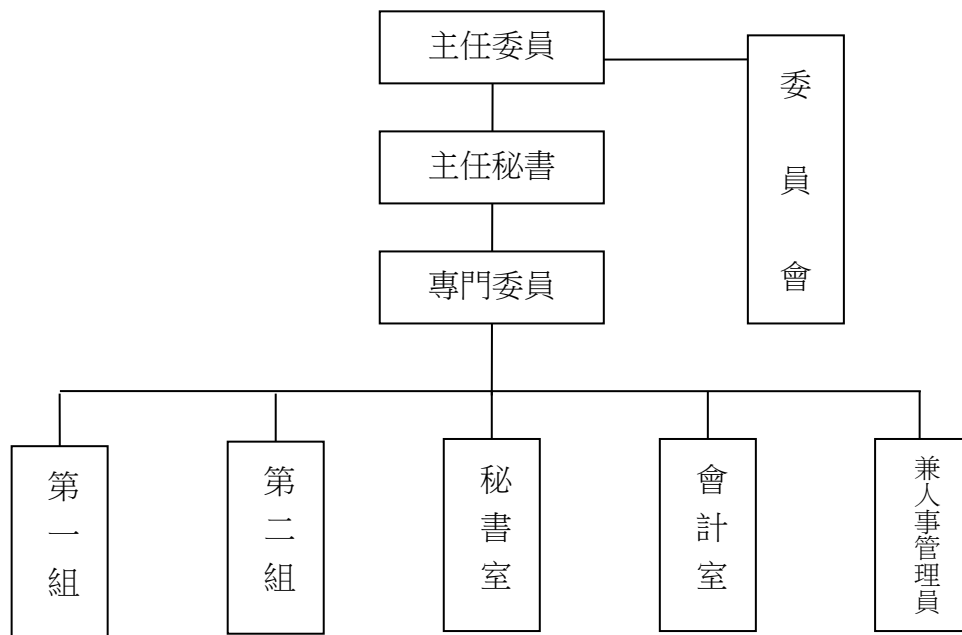 主任委員
委員會
主任秘書
專門委員
第一組
第二組
秘書室
會計室
兼人事管理員